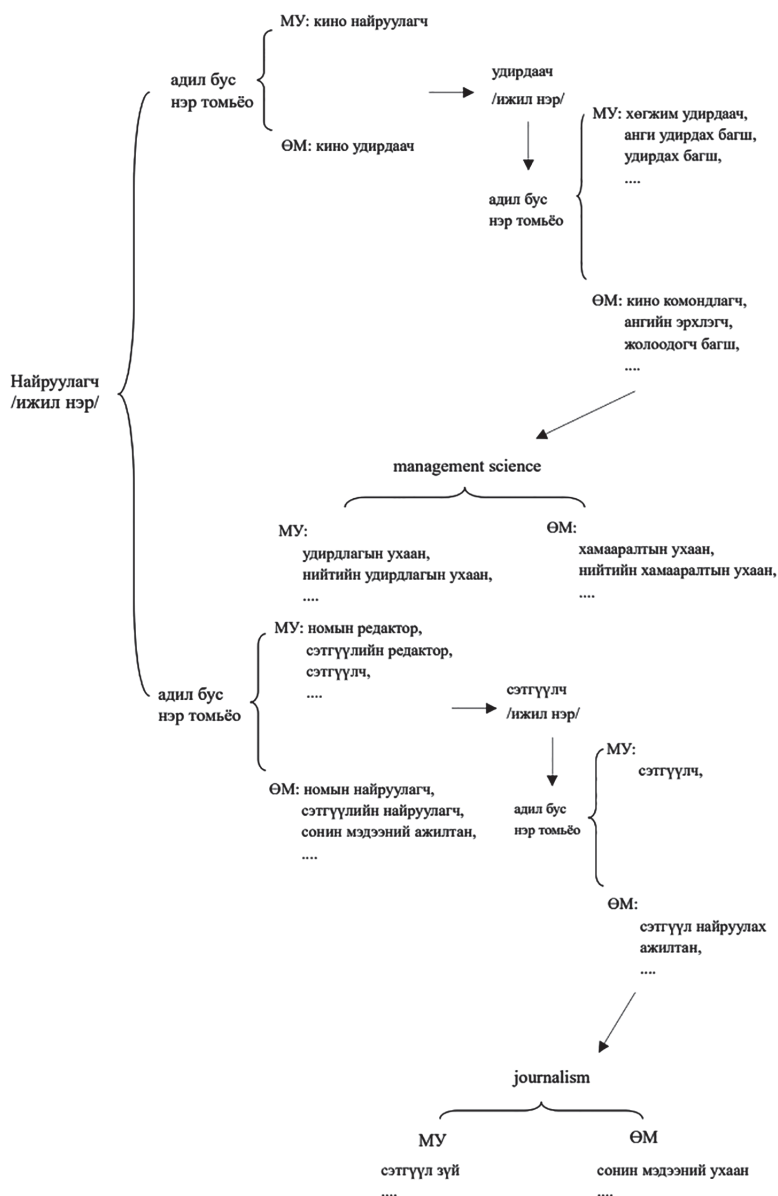 Найруулагч
/ижил нэр/
адил бус
нэр томьёо
МУ: кино найруулагч
ӨМ: кино удирдаач
удирдаач
/ижил нэр/
адил бус
нэр томьёо
МУ: хөгжим удирдаач,
анги удирдах багш,
удирдах багш,
....
ӨМ: кино комондлагч,
ангийн эрхлэгч,
жолоодогч багш,
....
management science
МУ:
удирдлагын ухаан,
нийтийн удирдлагын ухаан,
....
ӨМ:
хамааралтын ухаан,
нийтийн хамааралтын ухаан,
....
адил бус
нэр томьёо
МУ: номын редактор,
сэтгүүлийн редактор,
сэтгүүлч,
....
ӨМ: номын найруулагч,
сэтгүүлийн найруулагч,
сонин мэдээний ажилтан,
....
сэтгүүлч
/ижил нэр/
адил бус
нэр томьёо
МУ:
сэтгүүлч,
ӨМ:
сэтгүүл найруулах
ажилтан,
....
journalism
МУ
сэтгүүл зүй
....
ӨМ
сонин мэдээний ухаан
....